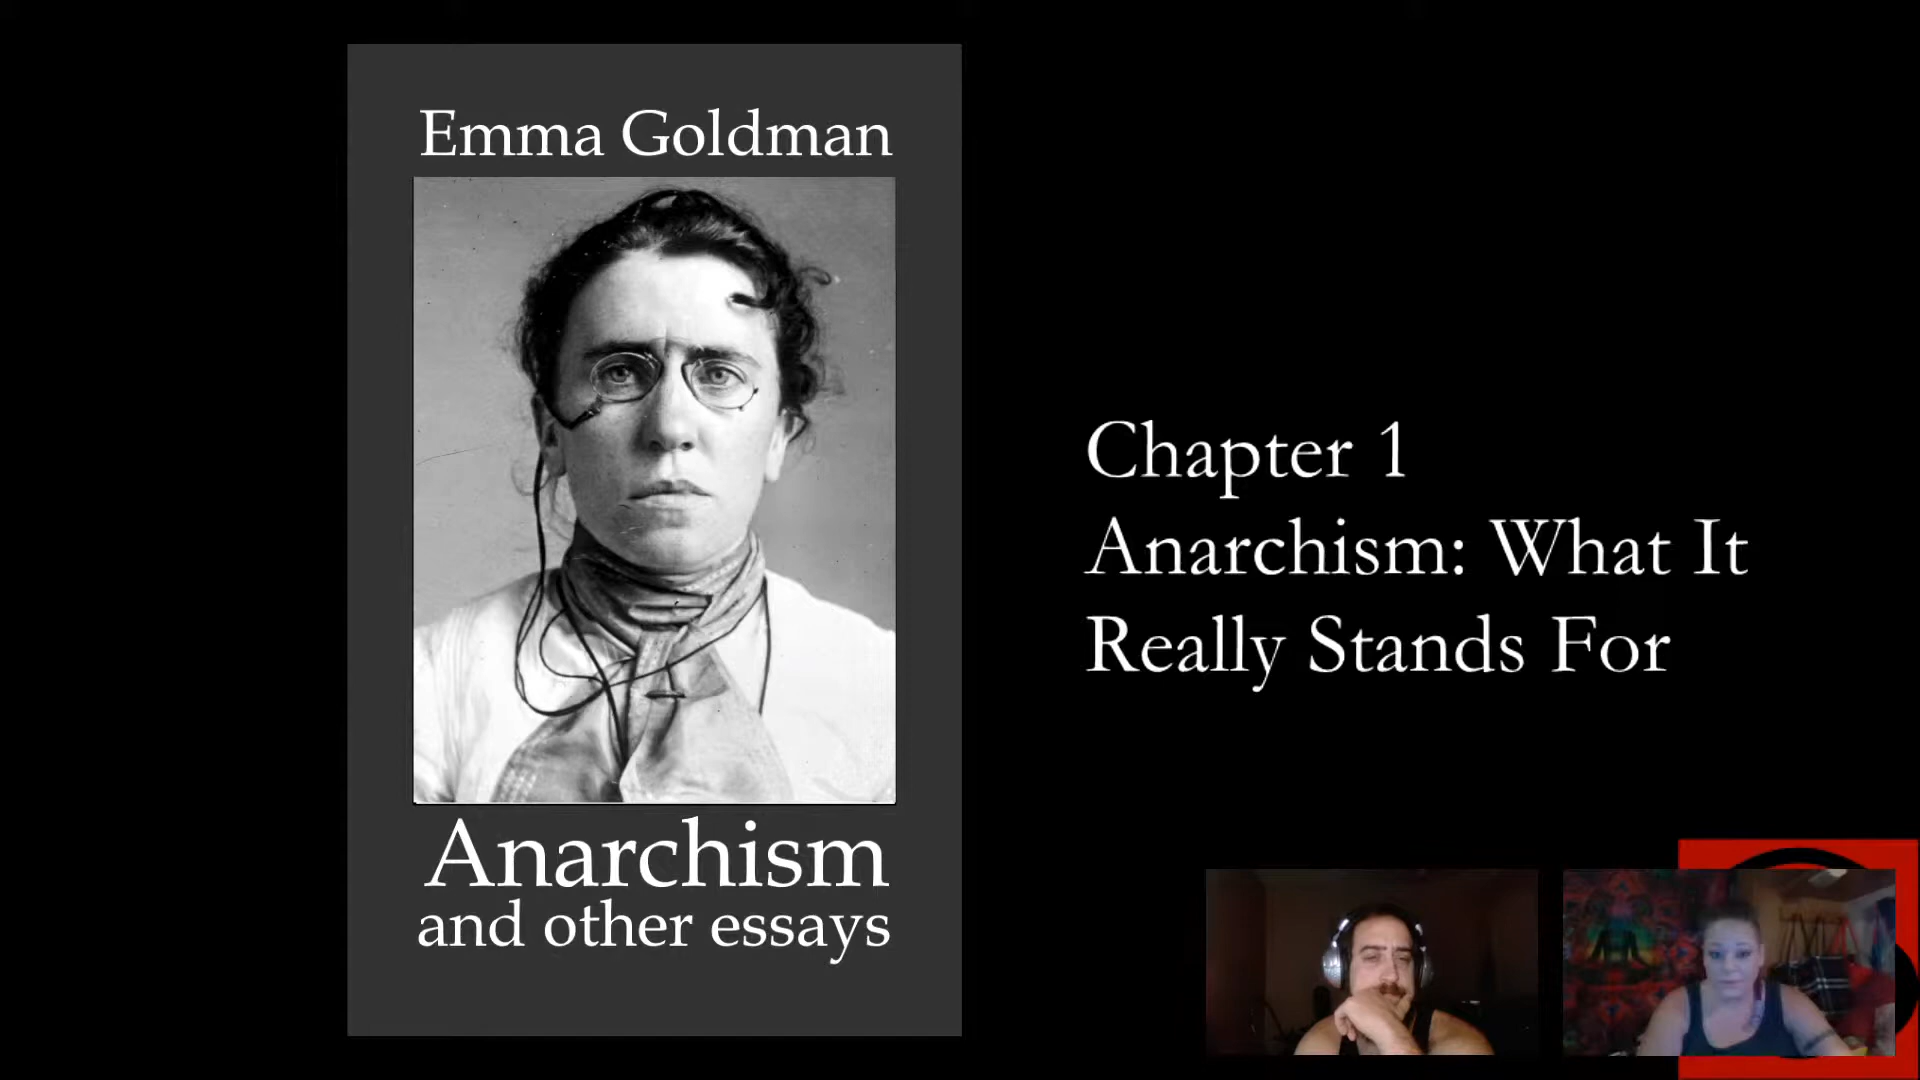 Emma Goldman
Anarchism
and other essays
Chapter 1
Anarchism: What It
Really Stands For